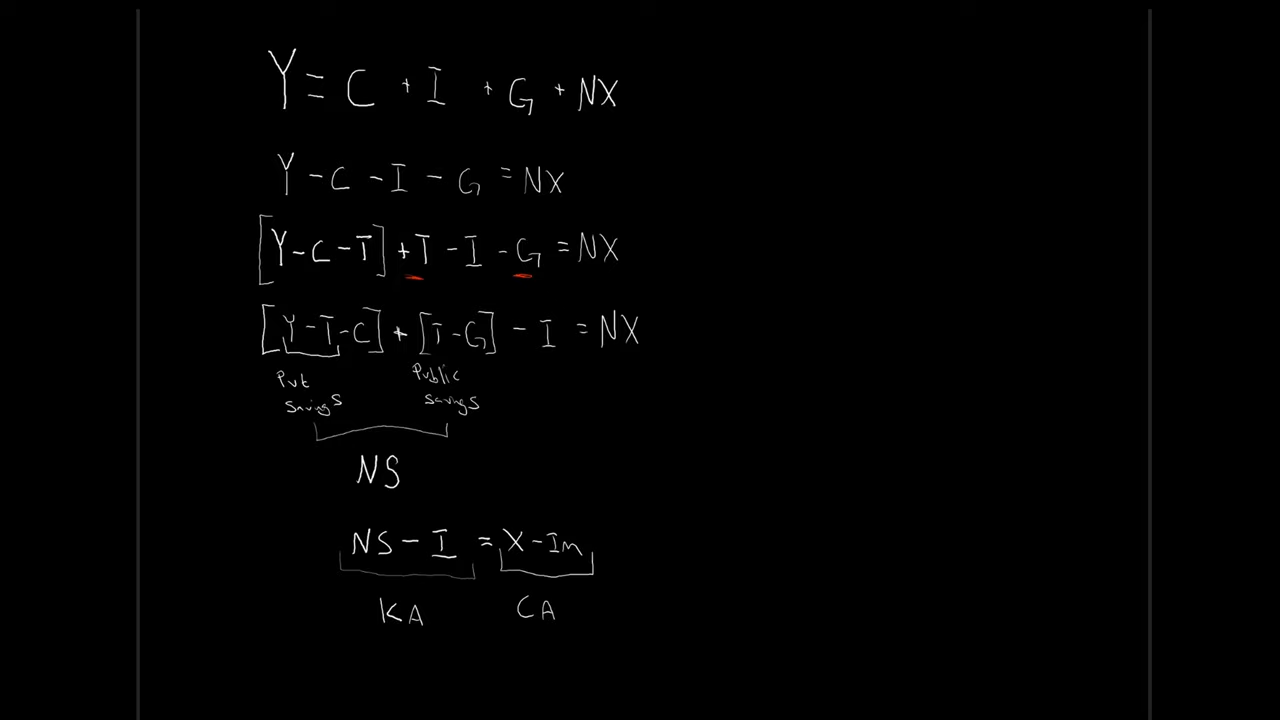 Y = C + I + G + NX
Y - C - I - G = NX
[Y - C - T] + T - I - G = NX
[Y - T - C] + [T - G] - I = NX
Pvt Public
Savings Savings
NS
NS - I = X - Im
KA CA